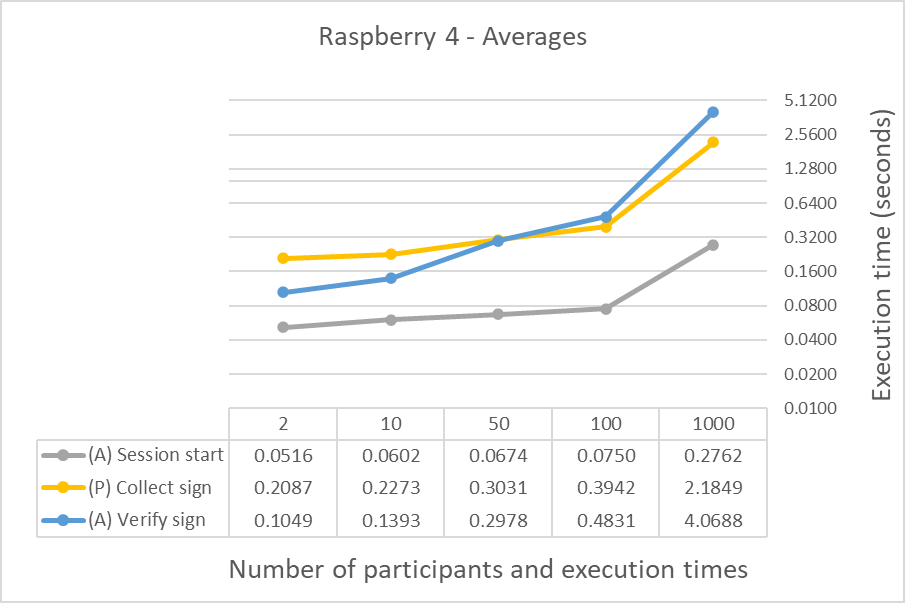 Raspberry 4 - Averages
5.1200
2.5600
1.2800
0.6400
0.3200
0.1600
0.0800
0.0400
0.0200
0.0100
Execution time (seconds)
2 10 50 100 1000
(A) Session start 0.0516 0.0602 0.0674 0.0750 0.2762
(P) Collect sign 0.2087 0.2273 0.3031 0.3942 2.1849
(A) Verify sign 0.1049 0.1393 0.2978 0.4831 4.0688
Number of participants and execution times